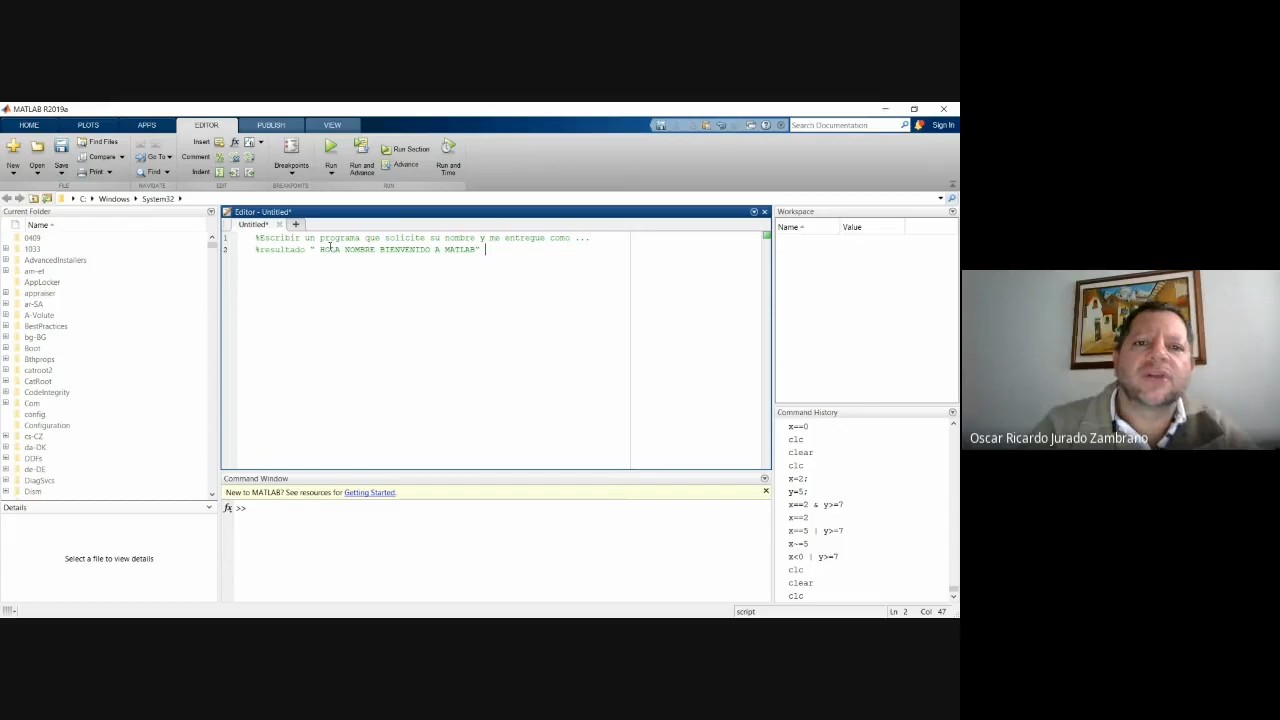 MATLAB R2019a
HOME PLOTS APPS EDITOR PUBLISH VIEW Search Documentation Sign In
New Open Save Find Files Compare Print Go To Find Insert Comment Indent Breakpoints Run Run and Advance Run Section Advance Run and Time
FILE NAVIGATE EDIT BREAKPOINTS RUN
C: Windows System32
Current Folder
Name
0409
1033
AdvancedInstallers
am-et
AppLocker
appraiser
ar-SA
A-Volute
BestPractices
bg-BG
Boot
Bthprops
catroot2
CatRoot
CodeIntegrity
Com
config
Configuration
cs-CZ
da-DK
DDFs
de-DE
DiagSvcs
Dism
Details
Select a file to view details
Editor - Untitled*
Untitled*
1 %Escribir un programa que solicite su nombre y me entregue como ...
2 %resultado " HOLA NOMBRE BIENVENIDO A MATLAB"
Command Window
New to MATLAB? See resources for Getting Started.
fx >>
Workspace
Name Value
Command History
x==0
clc
clear
clc
x=2;
y=5;
x==2 & y>=7
x==2
x==5 | y>=7
x~=5
x<0 | y>=7
clc
clear
clc
script Ln 2 Col 47
Oscar Ricardo Jurado Zambrano